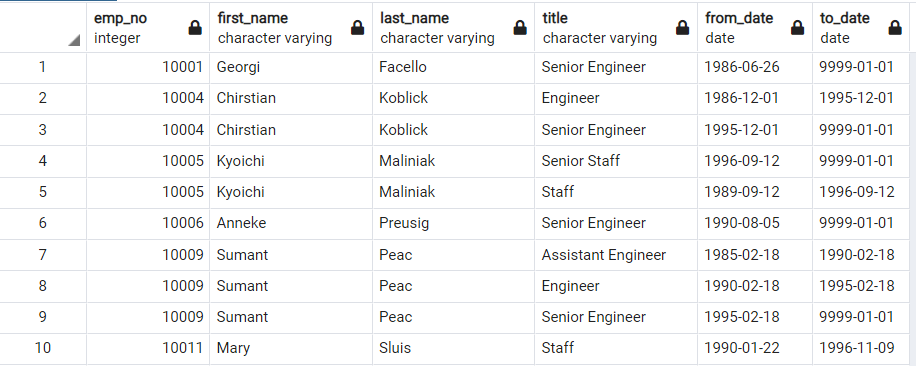 emp_no first_name last_name title from_date to_date
integer character varying character varying character varying date date
1 10001 Georgi Facello Senior Engineer 1986-06-26 9999-01-01
2 10004 Chirstian Koblick Engineer 1986-12-01 1995-12-01
3 10004 Chirstian Koblick Senior Engineer 1995-12-01 9999-01-01
4 10005 Kyoichi Maliniak Senior Staff 1996-09-12 9999-01-01
5 10005 Kyoichi Maliniak Staff 1989-09-12 1996-09-12
6 10006 Anneke Preusig Senior Engineer 1990-08-05 9999-01-01
7 10009 Sumant Peac Assistant Engineer 1985-02-18 1990-02-18
8 10009 Sumant Peac Engineer 1990-02-18 1995-02-18
9 10009 Sumant Peac Senior Engineer 1995-02-18 9999-01-01
10 10011 Mary Sluis Staff 1990-01-22 1996-11-09